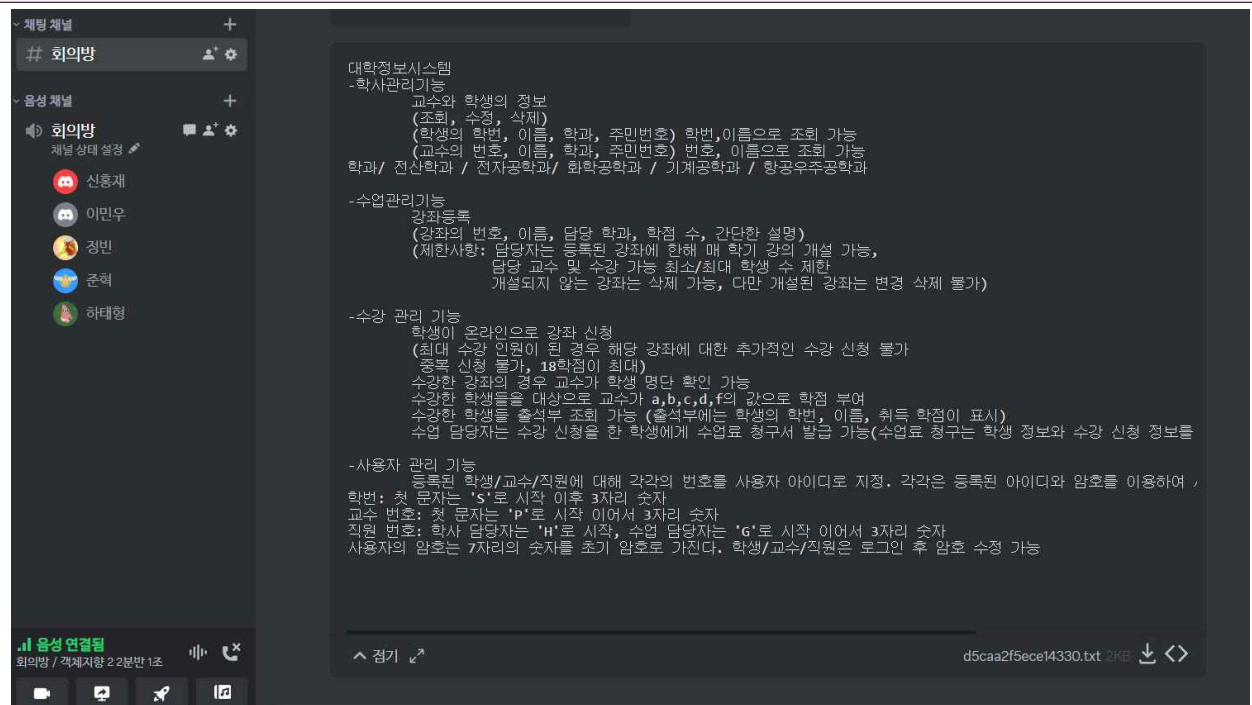 채팅 채널
# 회의방
음성 채널
회의방
채널 상태 설정
신홍재
이민우
정빈
준혁
하태형
음성 연결됨
회의방 / 객체지향 2 2분반 1조
대학정보시스템
-학사관리기능
교수와 학생의 정보
(조회, 수정, 삭제)
(학생의 학번, 이름, 학과, 주민번호) 학번,이름으로 조회 가능
(교수의 번호, 이름, 학과, 주민번호) 번호, 이름으로 조회 가능
학과/ 전산학과 / 전자공학과/ 화학공학과 / 기계공학과 / 항공우주공학과
-수업관리기능
강좌등록
(강좌의 번호, 이름, 담당 학과, 학점 수, 간단한 설명)
(제한사항: 담당자는 등록된 강좌에 한해 매 학기 강의 개설 가능,
담당 교수 및 수강 가능 최소/최대 학생 수 제한
개설되지 않는 강좌는 삭제 가능, 다만 개설된 강좌는 변경 삭제 불가)
-수강 관리 기능
학생이 온라인으로 강좌 신청
(최대 수강 인원이 된 경우 해당 강좌에 대한 추가적인 수강 신청 불가
중복 신청 불가, 18학점이 최대)
수강한 강좌의 경우 교수가 학생 명단 확인 가능
수강한 학생들을 대상으로 교수가 a,b,c,d,f의 값으로 학점 부여
수강한 학생들 출석부 조회 가능 (출석부에는 학생의 학번, 이름, 취득 학점이 표시)
수업 담당자는 수강 신청을 한 학생에게 수업료 청구서 발급 가능(수업료 청구는 학생 정보와 수강 신청 정보를
-사용자 관리 기능
등록된 학생/교수/직원에 대해 각각의 번호를 사용자 아이디로 지정. 각각은 등록된 아이디와 암호를 이용하여
학번: 첫 문자는 'S'로 시작 이후 3자리 숫자
교수 번호: 첫 문자는 'P'로 시작 이어서 3자리 숫자
직원 번호: 학사 담당자는 'H'로 시작, 수업 담당자는 'G'로 시작 이어서 3자리 숫자
사용자의 암호는 7자리의 숫자를 초기 암호로 가진다. 학생/교수/직원은 로그인 후 암호 수정 가능
접기
d5caa2f5ece14330.txt 2KB